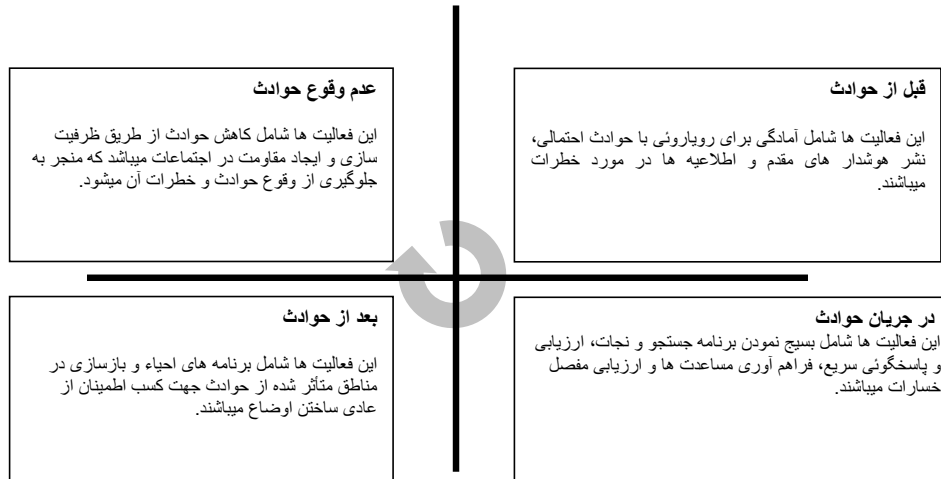 قبل از حوادث
این فعالیت ها شامل آمادگی برای رویاروئی با حوادث احتمالی،
نشر هوشدار های مقدم و اطلاعیه ها در مورد خطرات
میباشند.
عدم وقوع حوادث
این فعالیت ها شامل کاهش حوادث از طریق ظرفیت
سازی و ایجاد مقاومت در اجتماعات میباشد که منجر به
جلوگیری از وقوع حوادث و خطرات آن میشود.
در جریان حوادث
این فعالیت ها شامل بسیج نمودن برنامه جستجو و نجات، ارزیابی
و پاسخگوئی سریع، فراهم آوری مساعدت ها و ارزیابی مفصل
خسارات میباشند.
بعد از حوادث
این فعالیت ها شامل برنامه های احیاء و بازسازی در
مناطق متأثر شده از حوادث جهت کسب اطمینان از
عادی ساختن اوضاع میباشند.